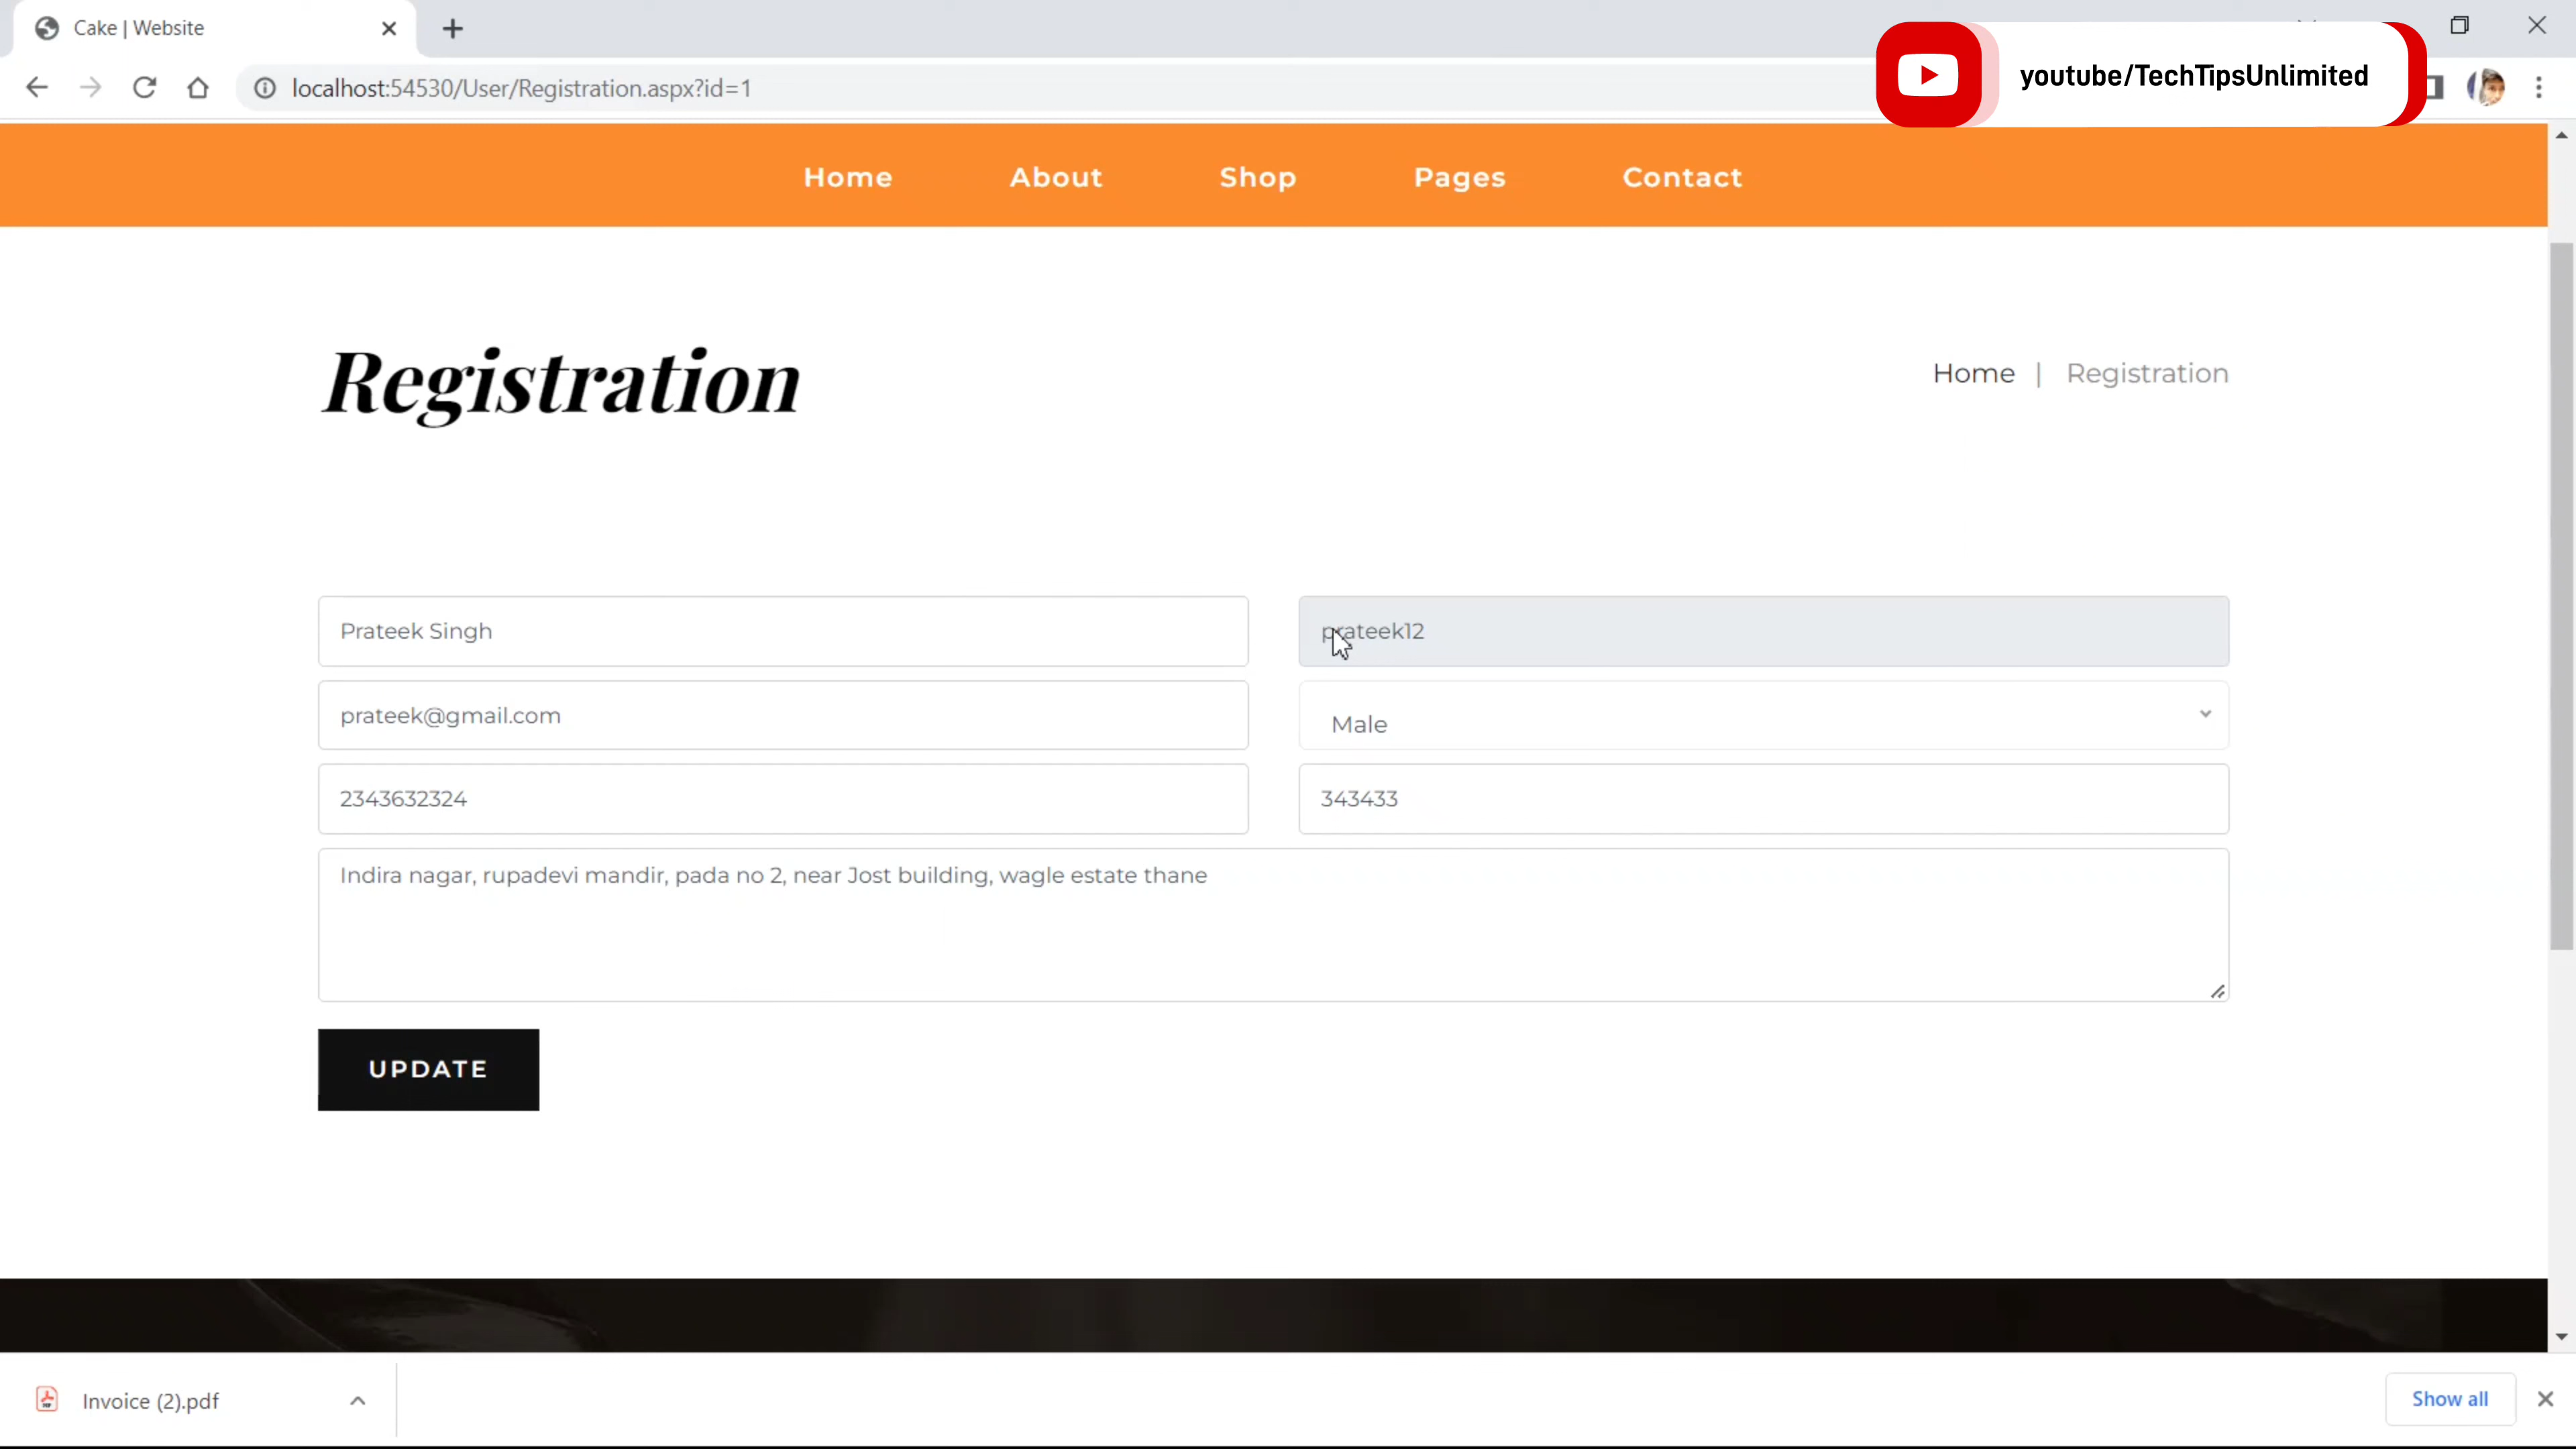 Cake | Website
localhost:54530/User/Registration.aspx?id=1
youtube/TechTipsUnlimited
Home About Shop Pages Contact
Registration
Home | Registration
Prateek Singh
prateek12
prateek@gmail.com
Male
2343632324
343433
Indira nagar, rupadevi mandir, pada no 2, near Jost building, wagle estate thane
UPDATE
Invoice (2).pdf
Show all